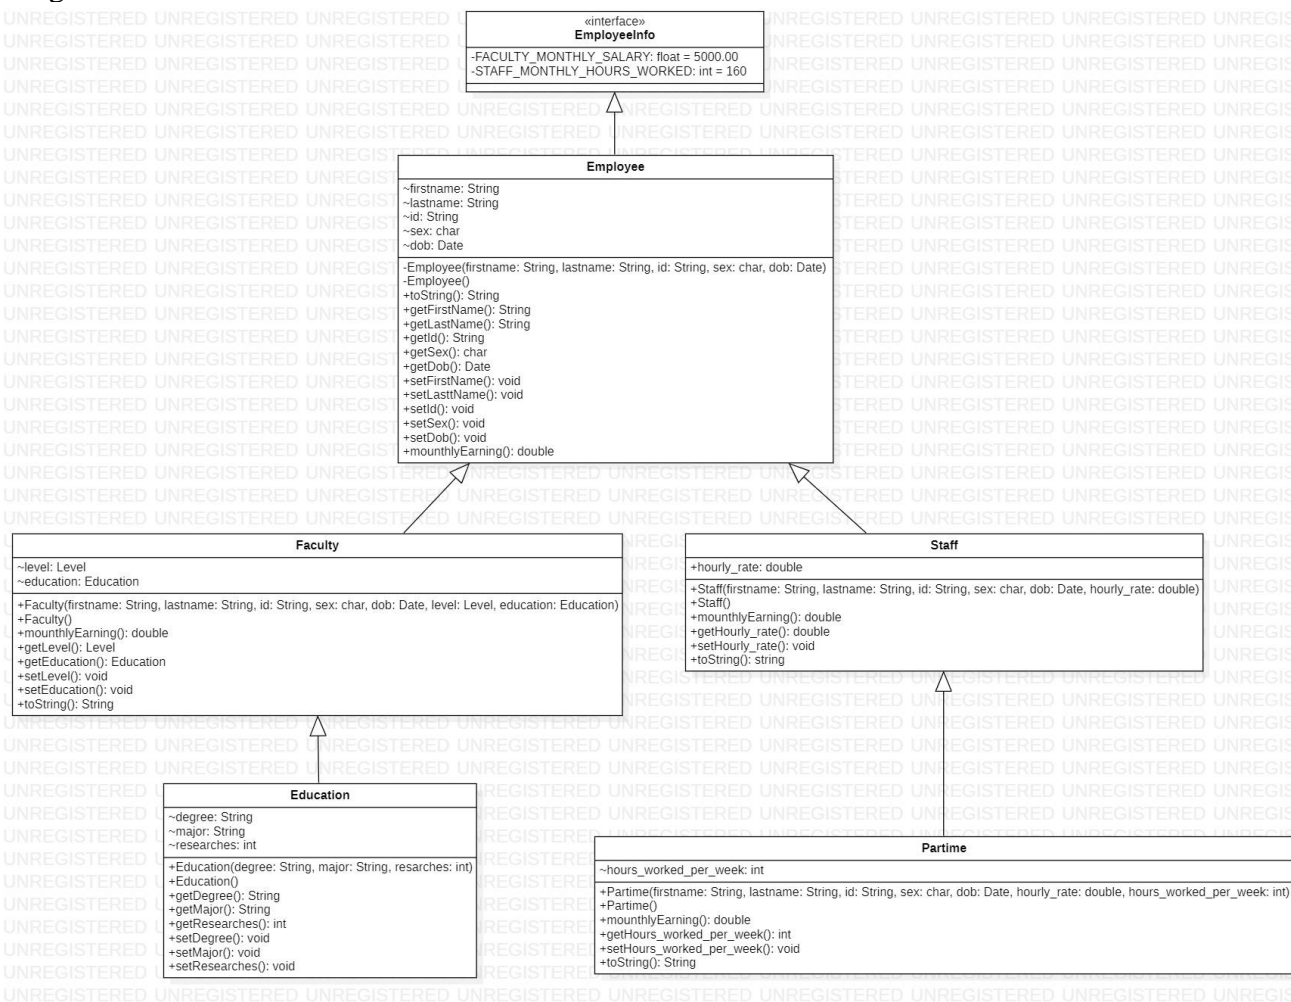 «interface»
EmployeeInfo
-FACULTY_MONTHLY_SALARY: float = 5000.00
-STAFF_MONTHLY_HOURS_WORKED: int = 160
Employee
~firstname: String
~lastname: String
~id: String
~sex: char
~dob: Date
-Employee(firstname: String, lastname: String, id: String, sex: char, dob: Date)
-Employee()
+toString(): String
+getFirstName(): String
+getLastName(): String
+getId(): String
+getSex(): char
+getDob(): Date
+setFirstName(): void
+setLasttName(): void
+setId(): void
+setSex(): void
+setDob(): void
+mounthlyEarning(): double
Faculty
~level: Level
~education: Education
+Faculty(firstname: String, lastname: String, id: String, sex: char, dob: Date, level: Level, education: Education)
+Faculty()
+mounthlyEarning(): double
+getLevel(): Level
+getEducation(): Education
+setLevel(): void
+setEducation(): void
+toString(): String
Staff
+hourly_rate: double
+Staff(firstname: String, lastname: String, id: String, sex: char, dob: Date, hourly_rate: double)
+Staff()
+mounthlyEarning(): double
+getHourly_rate(): double
+setHourly_rate(): void
+toString(): string
Education
~degree: String
~major: String
~researches: int
+Education(degree: String, major: String, resarches: int)
+Education()
+getDegree(): String
+getMajor(): String
+getResearches(): int
+setDegree(): void
+setMajor(): void
+setResearches(): void
Partime
~hours_worked_per_week: int
+Partime(firstname: String, lastname: String, id: String, sex: char, dob: Date, hourly_rate: double, hours_worked_per_week: int)
+Partime()
+mounthlyEarning(): double
+getHours_worked_per_week(): int
+setHours_worked_per_week(): void
+toString(): String